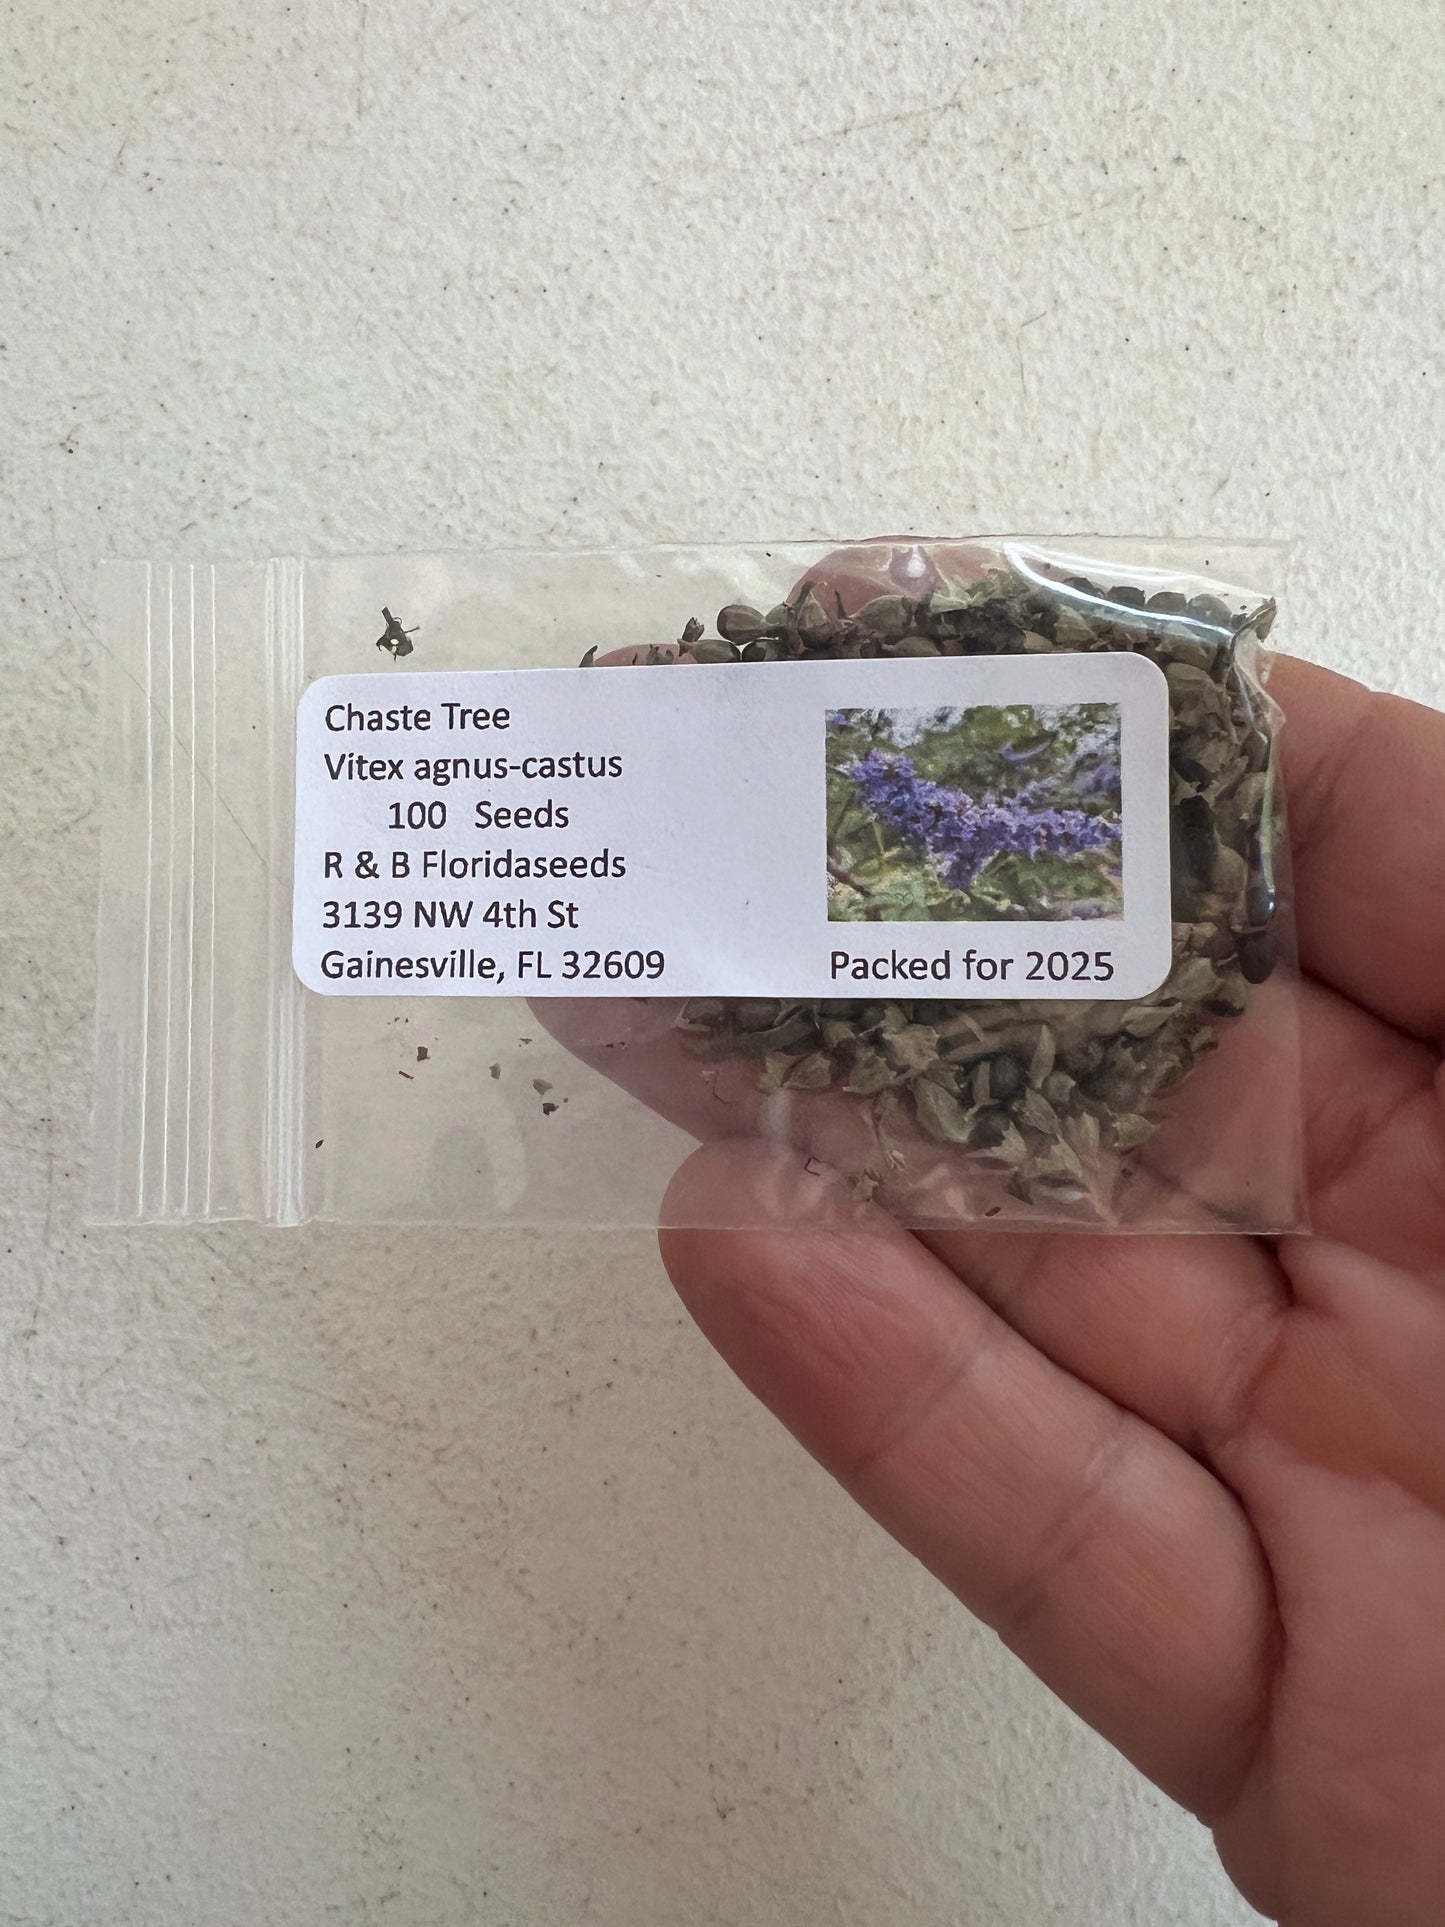 Chaste Tree
Vitex agnus-castus
100 Seeds
R & B Floridaseeds
3139 NW 4th St
Gainesville, FL 32609
Packed for 2025